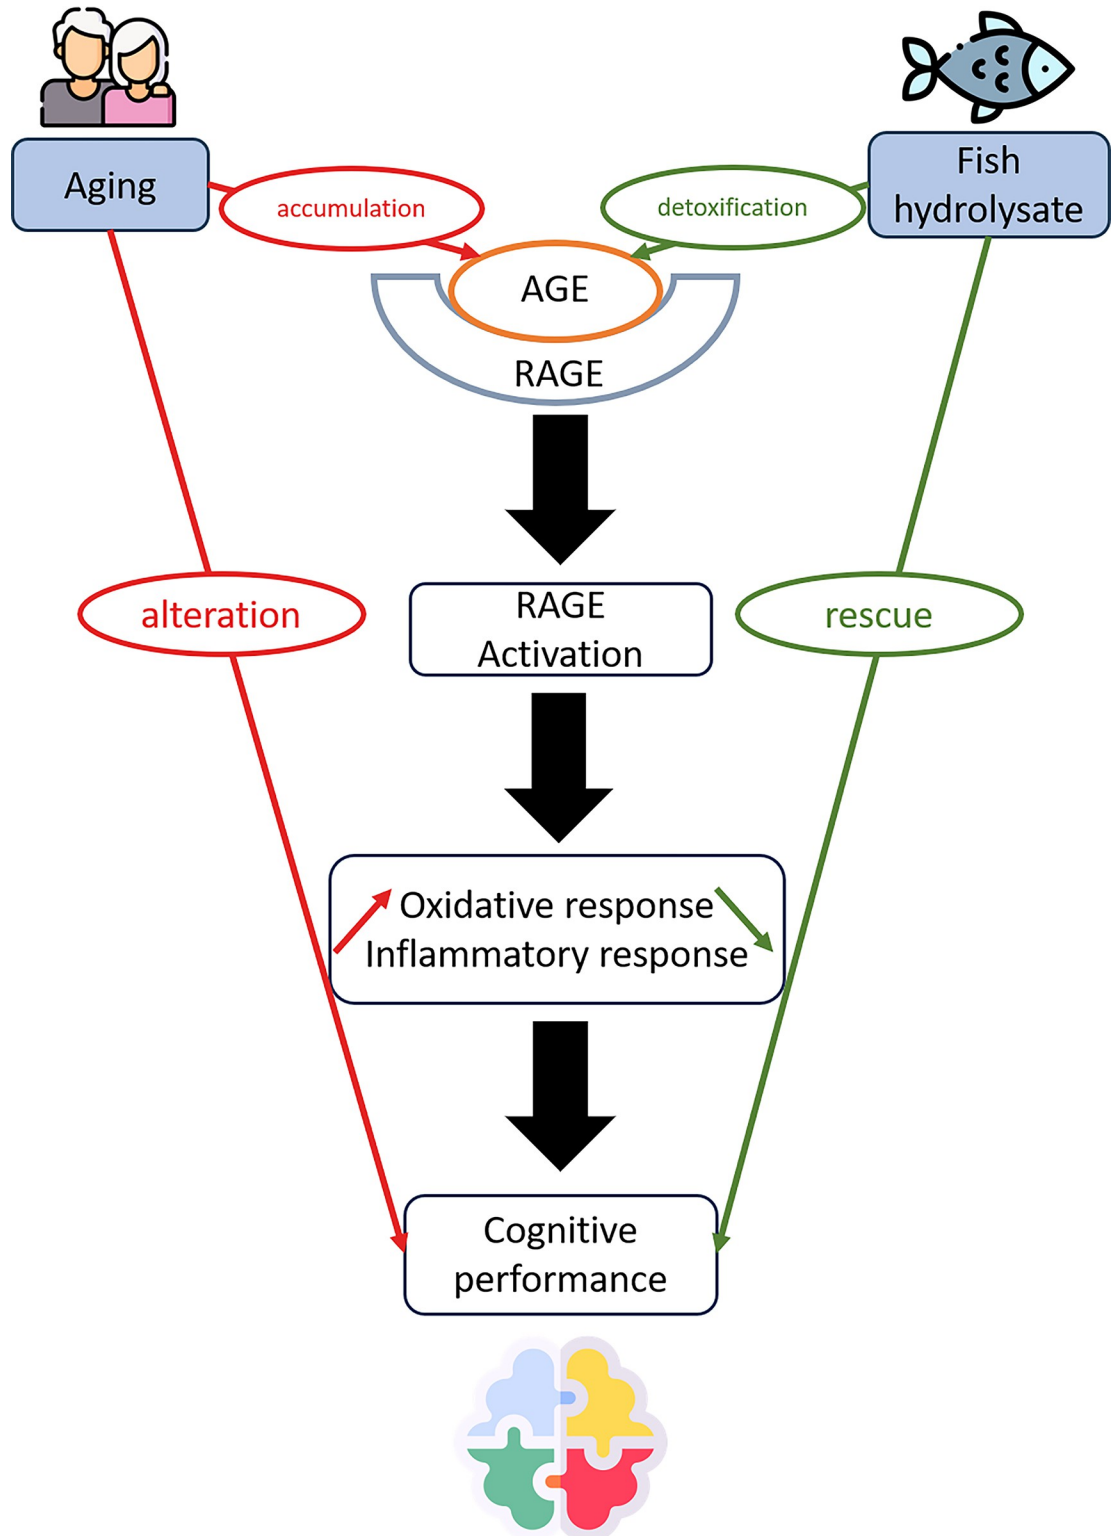 Aging
accumulation
detoxification
Fish
hydrolysate
AGE
RAGE
alteration
RAGE
Activation
rescue
Oxidative response
Inflammatory response
Cognitive
performance